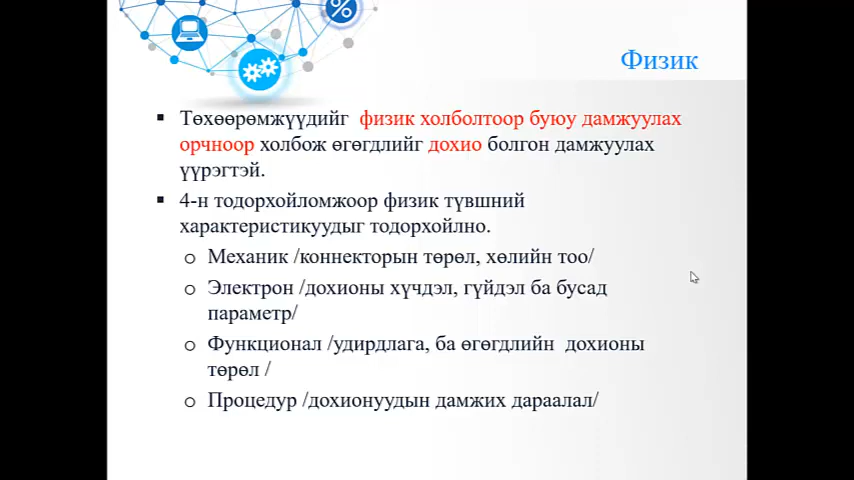 Физик
▪ Төхөөрөмжүүдийг физик холболтоор буюу дамжуулах
орчноор холбож өгөгдлийг дохио болгон дамжуулах
үүрэгтэй.
▪ 4-н тодорхойломжоор физик түвшний
характеристикуудыг тодорхойлно.
o Механик /коннекторын төрөл, хөлийн тоо/
o Электрон /дохионы хүчдэл, гүйдэл ба бусад
параметр/
o Функционал /удирдлага, ба өгөгдлийн дохионы
төрөл /
o Процедур /дохионуудын дамжих дараалал/